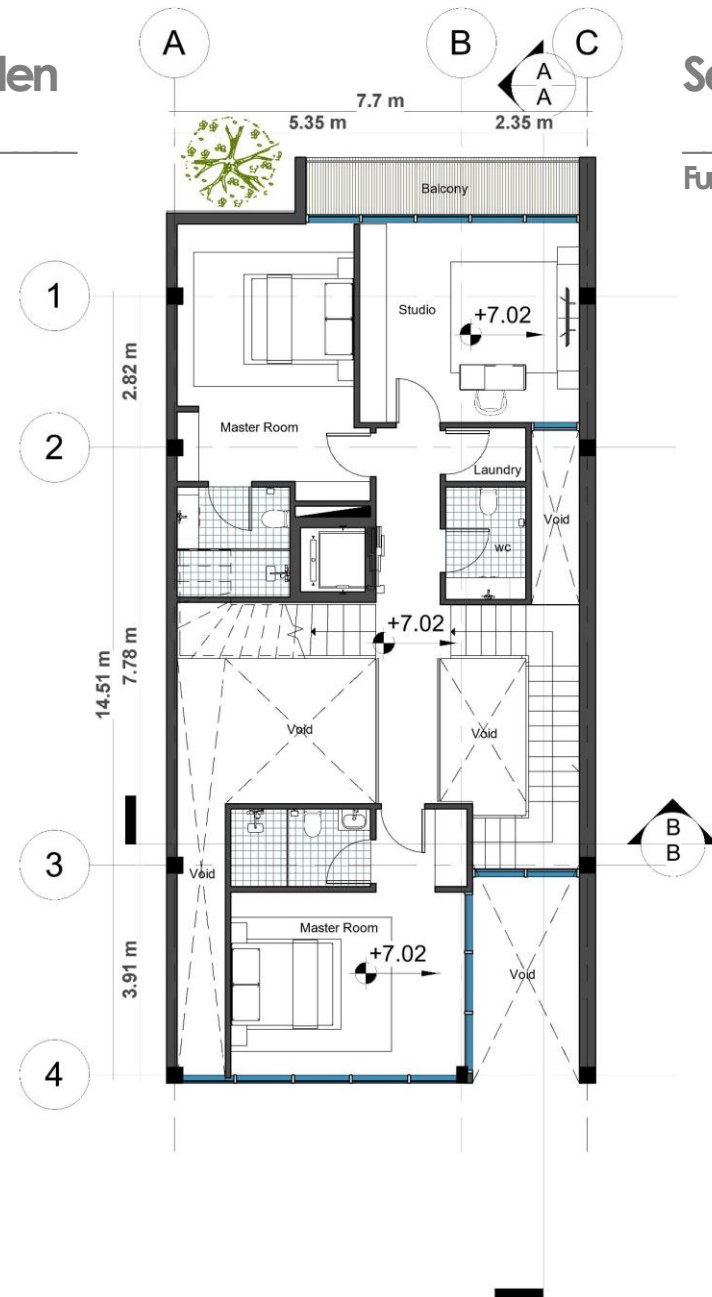 A
B
C
len
Sc
A
A
7.7 m
5.35 m
2.35 m
Fu
Balcony
1
Studio
+7.02
2.82 m
2
Master Room
Laundry
Void
wc
+7.02
14.51 m
7.78 m
Void
Void
B
B
3
Void
Master Room
+7.02
Void
3.91 m
4